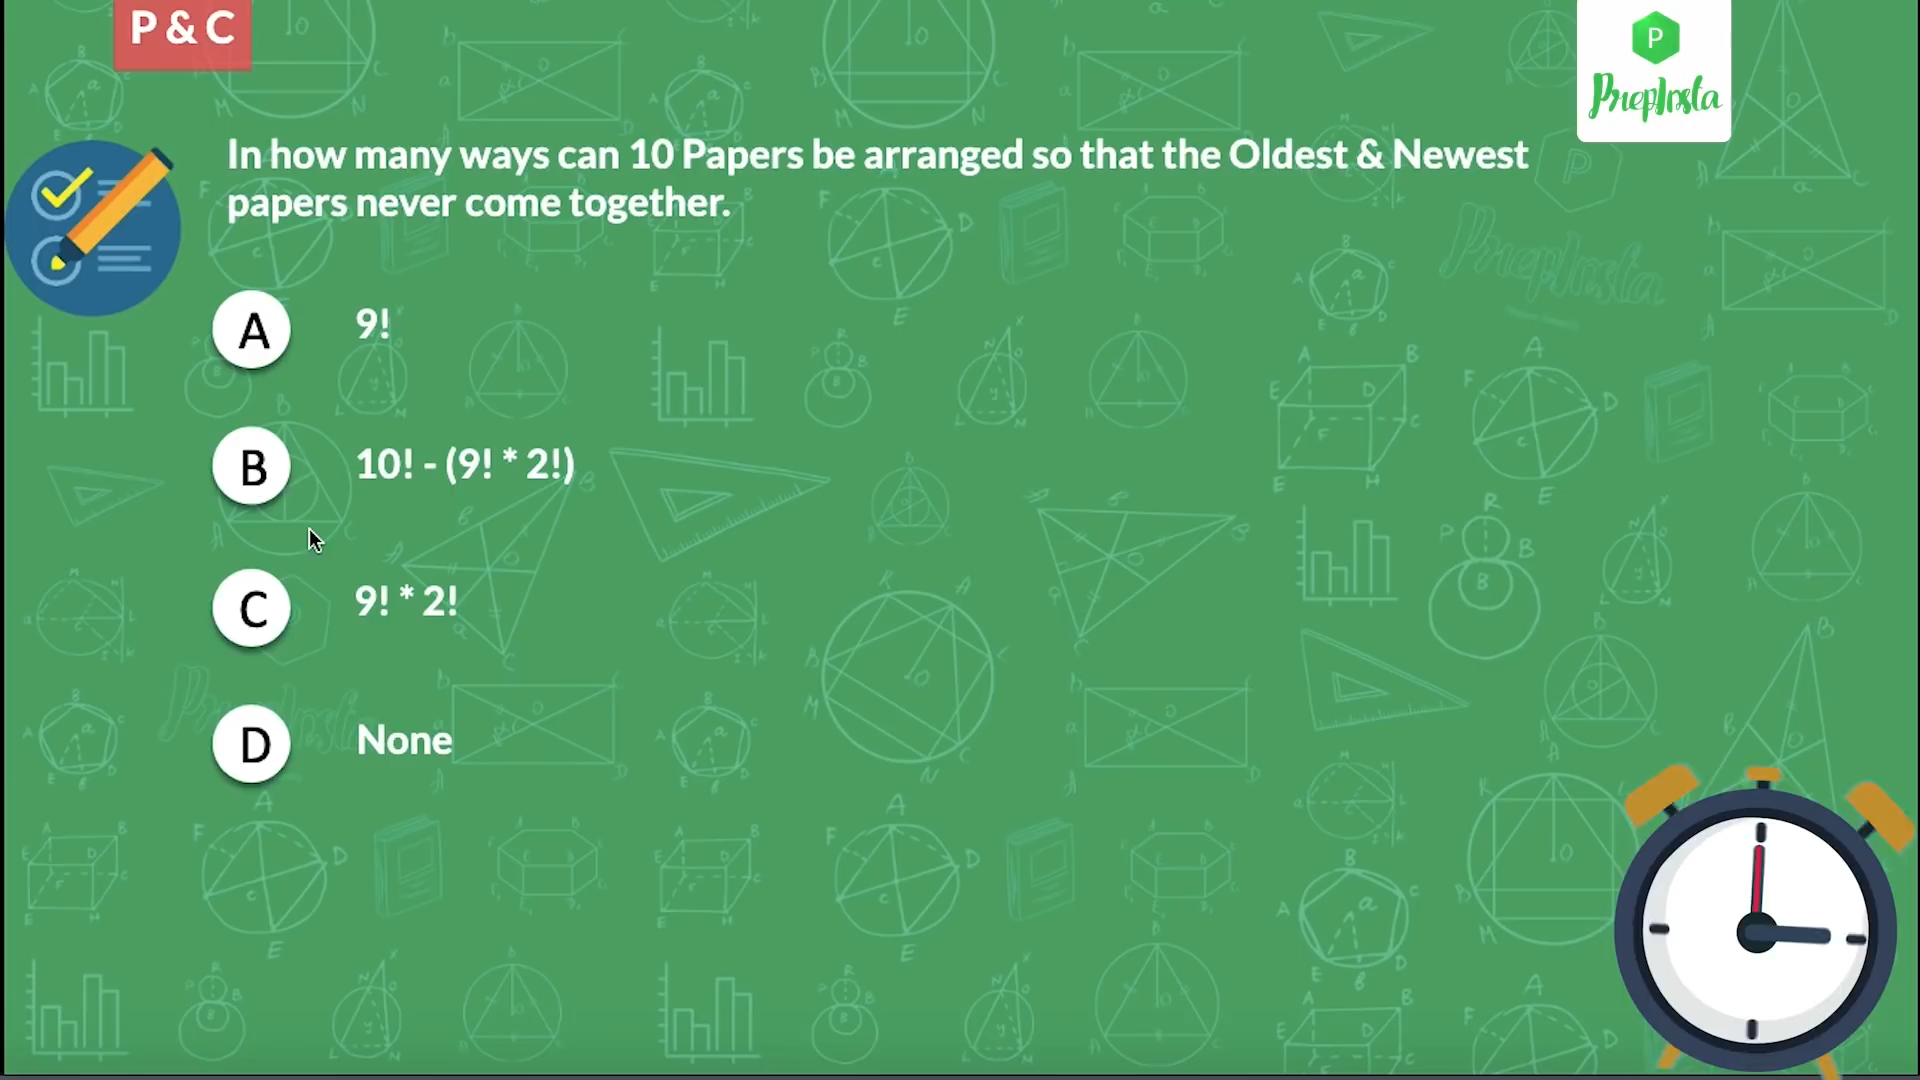 P & C
P
PrepInsta
In how many ways can 10 Papers be arranged so that the Oldest & Newest
papers never come together.
A 9!
B 10! - (9! * 2!)
C 9! * 2!
D None